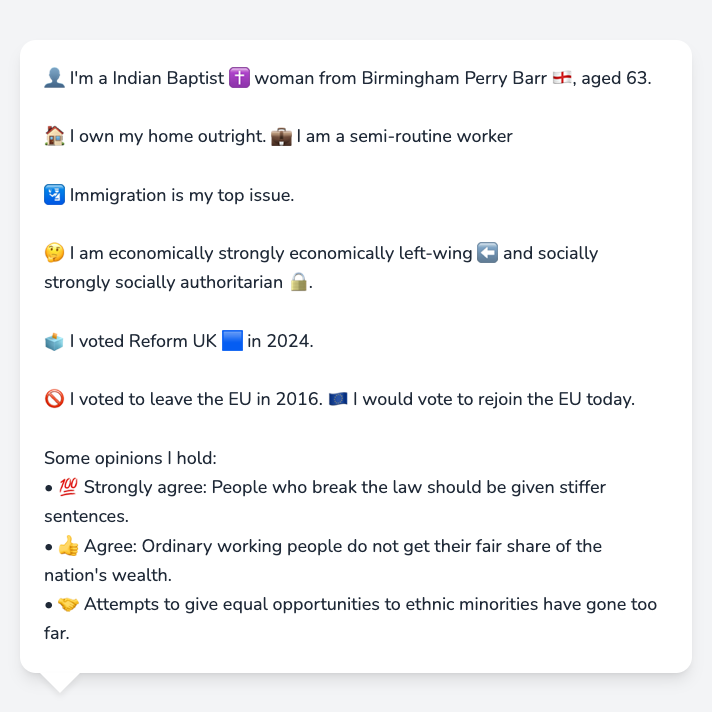 👤 I'm a Indian Baptist ✝️ woman from Birmingham Perry Barr 🏴󠁧󠁢󠁥󠁮󠁧󠁿, aged 63.
🏠 I own my home outright. 💼 I am a semi-routine worker
🛂 Immigration is my top issue.
🤔 I am economically strongly economically left-wing ⬅️ and socially
strongly socially authoritarian 🔒.
🗳️ I voted Reform UK 🟦 in 2024.
🚫 I voted to leave the EU in 2016. 🇪🇺 I would vote to rejoin the EU today.
Some opinions I hold:
• 💯 Strongly agree: People who break the law should be given stiffer
sentences.
• 👍 Agree: Ordinary working people do not get their fair share of the
nation's wealth.
• 🤝 Attempts to give equal opportunities to ethnic minorities have gone too
far.